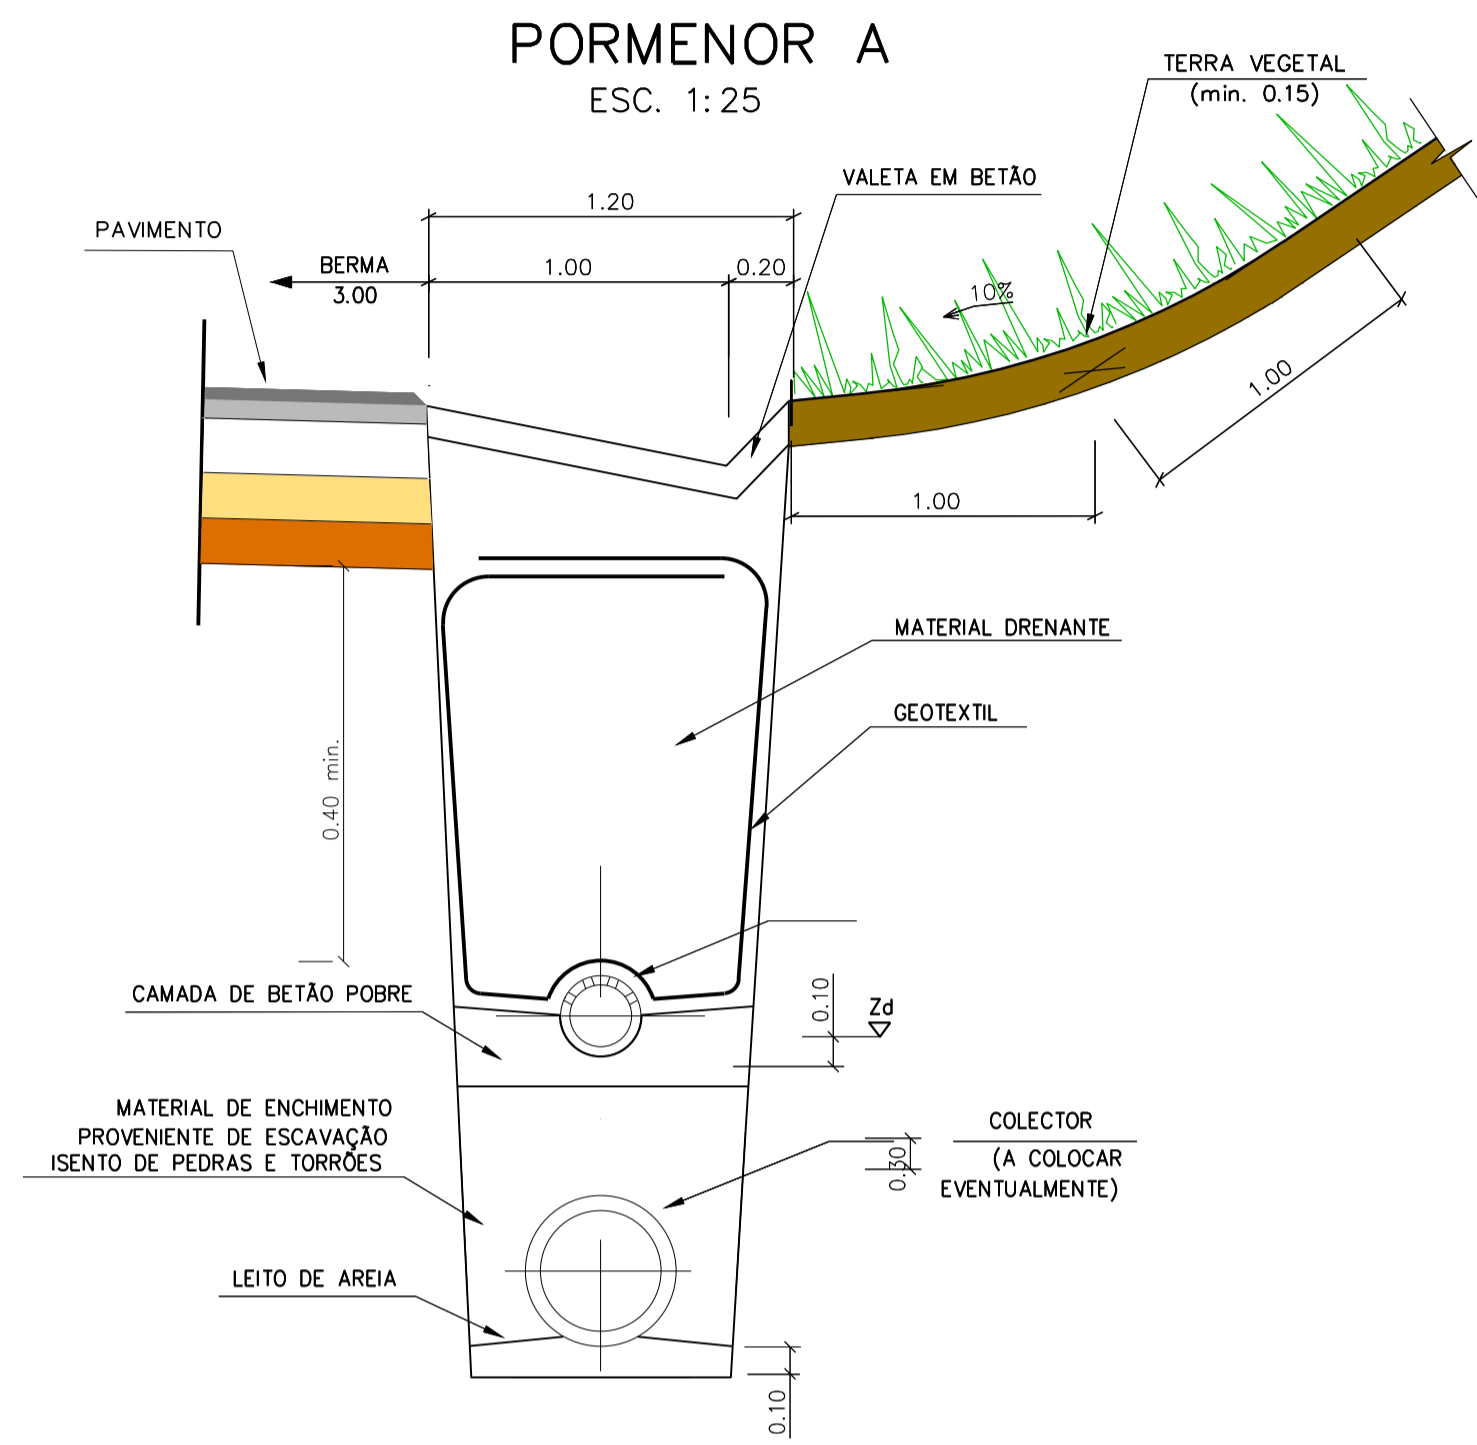 PORMENOR A
ESC. 1:25
TERRA VEGETAL
(min. 0.15)
VALETA EM BETÃO
1.20
PAVIMENTO
BERMA
3.00
1.00
0.20
10%
1.00
1.00
MATERIAL DRENANTE
GEOTEXTIL
0.40 min.
CAMADA DE BETÃO POBRE
0.10
Zd
MATERIAL DE ENCHIMENTO
PROVENIENTE DE ESCAVAÇÃO
ISENTO DE PEDRAS E TORRÕES
COLECTOR
(A COLOCAR
EVENTUALMENTE)
0.30
LEITO DE AREIA
0.10